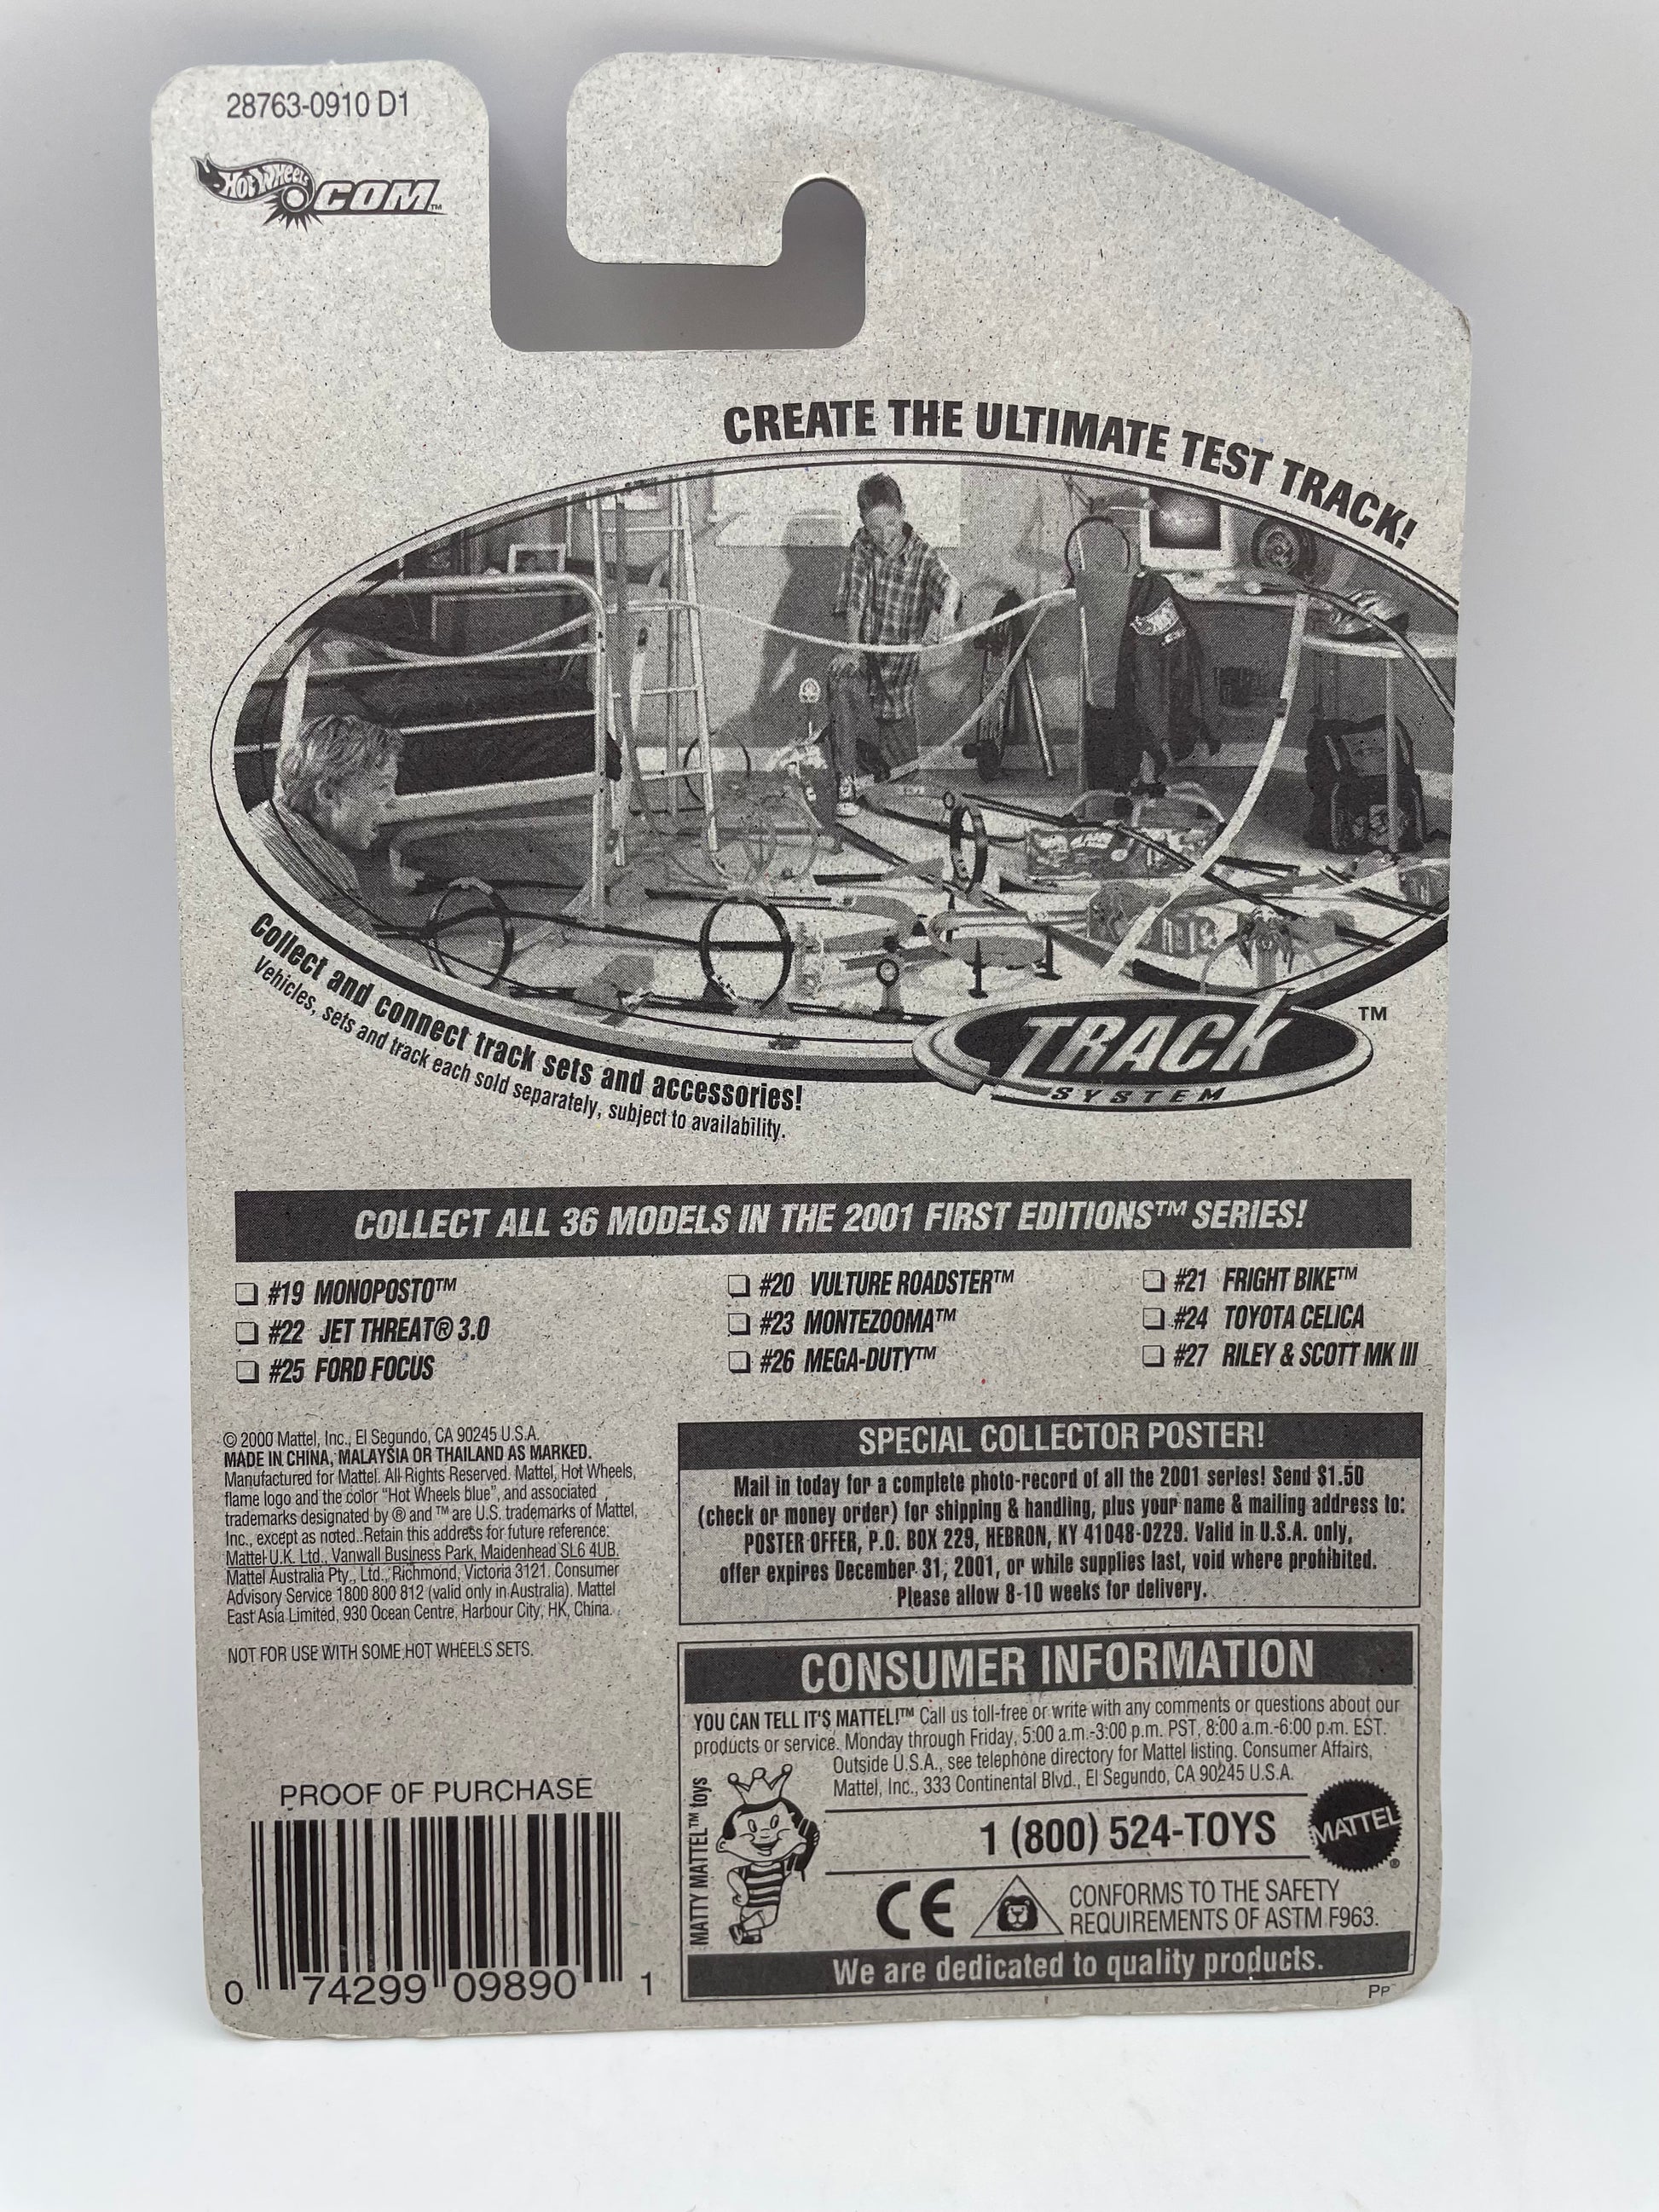 28763-0910 D1
HOT WHEELS.COM™
CREATE THE ULTIMATE TEST TRACK!
Collect and connect track sets and accessories!
Vehicles, sets and track each sold separately, subject to availability.
TRACK ™
SYSTEM
COLLECT ALL 36 MODELS IN THE 2001 FIRST EDITIONS™ SERIES!
❏ #19 MONOPOSTO™ ❏ #20 VULTURE ROADSTER™ ❏ #21 FRIGHT BIKE™
❏ #22 JET THREAT® 3.0 ❏ #23 MONTEZOOMA™ ❏ #24 TOYOTA CELICA
❏ #25 FORD FOCUS ❏ #26 MEGA-DUTY™ ❏ #27 RILEY & SCOTT MK III
© 2000 Mattel, Inc., El Segundo, CA 90245 U.S.A.
MADE IN CHINA, MALAYSIA OR THAILAND AS MARKED.
Manufactured for Mattel. All Rights Reserved. Mattel, Hot Wheels,
flame logo and the color “Hot Wheels blue”, and associated
trademarks designated by ® and ™ are U.S. trademarks of Mattel,
Inc., except as noted. Retain this address for future reference:
Mattel U.K. Ltd., Vanwall Business Park, Maidenhead SL6 4UB.
Mattel Australia Pty., Ltd., Richmond, Victoria 3121. Consumer
Advisory Service 1800 800 812 (valid only in Australia). Mattel
East Asia Limited, 930 Ocean Centre, Harbour City, HK, China.
NOT FOR USE WITH SOME HOT WHEELS SETS.
SPECIAL COLLECTOR POSTER!
Mail in today for a complete photo-record of all the 2001 series! Send $1.50
(check or money order) for shipping & handling, plus your name & mailing address to:
POSTER OFFER, P.O. BOX 229, HEBRON, KY 41048-0229. Valid in U.S.A. only,
offer expires December 31, 2001, or while supplies last, void where prohibited.
Please allow 8-10 weeks for delivery.
CONSUMER INFORMATION
YOU CAN TELL IT'S MATTEL!™ Call us toll-free or write with any comments or questions about our
products or service. Monday through Friday, 5:00 a.m.-3:00 p.m. PST, 8:00 a.m.-6:00 p.m. EST.
Outside U.S.A., see telephone directory for Mattel listing. Consumer Affairs,
Mattel, Inc., 333 Continental Blvd., El Segundo, CA 90245 U.S.A.
MATTY MATTEL™ toys
1 (800) 524-TOYS
MATTEL®
CE
CONFORMS TO THE SAFETY
REQUIREMENTS OF ASTM F963.
We are dedicated to quality products.
PP
PROOF OF PURCHASE
0 74299 09890 1